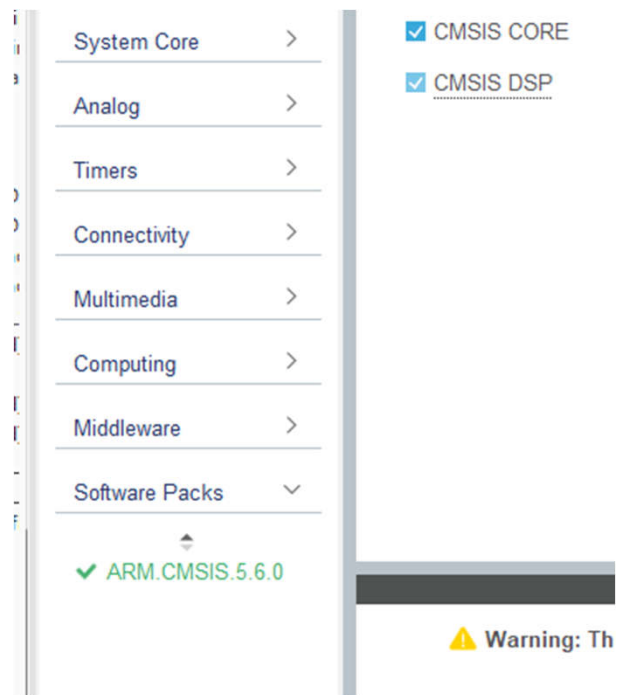 System Core
Analog
Timers
Connectivity
Multimedia
Computing
Middleware
Software Packs
ARM.CMSIS.5.6.0
CMSIS CORE
CMSIS DSP
Warning: Th